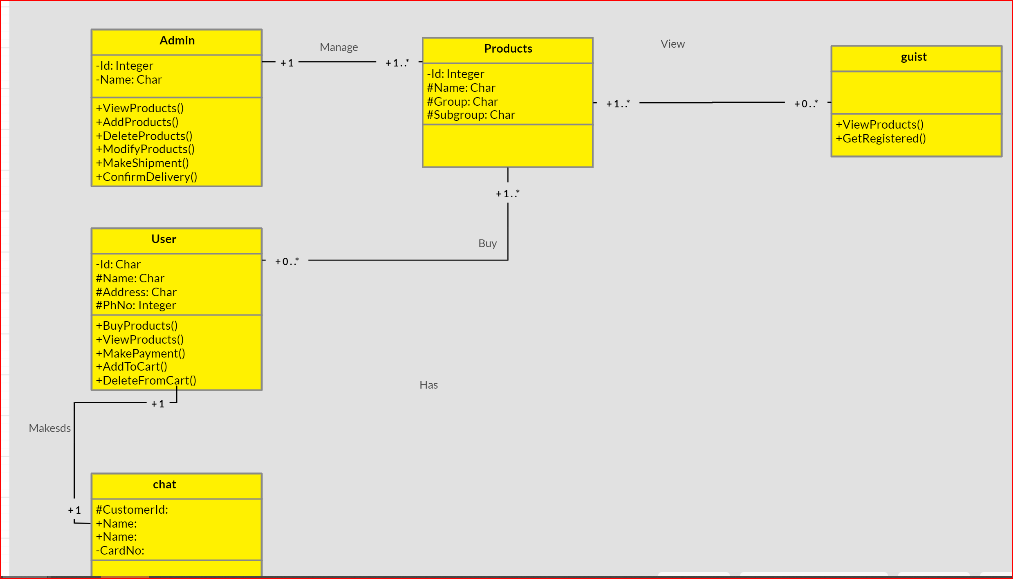 Admin
-Id: Integer
-Name: Char
+ViewProducts()
+AddProducts()
+DeleteProducts()
+ModifyProducts()
+MakeShipment()
+ConfirmDelivery()
Manage
+1
+1..*
Products
-Id: Integer
#Name: Char
#Group: Char
#Subgroup: Char
View
+1..*
+0..*
guist
+ViewProducts()
+GetRegistered()
+1..*
Buy
+0..*
User
-Id: Char
#Name: Char
#Address: Char
#PhNo: Integer
+BuyProducts()
+ViewProducts()
+MakePayment()
+AddToCart()
+DeleteFromCart()
Has
+1
Makesds
+1
chat
#CustomerId:
+Name:
+Name:
-CardNo: